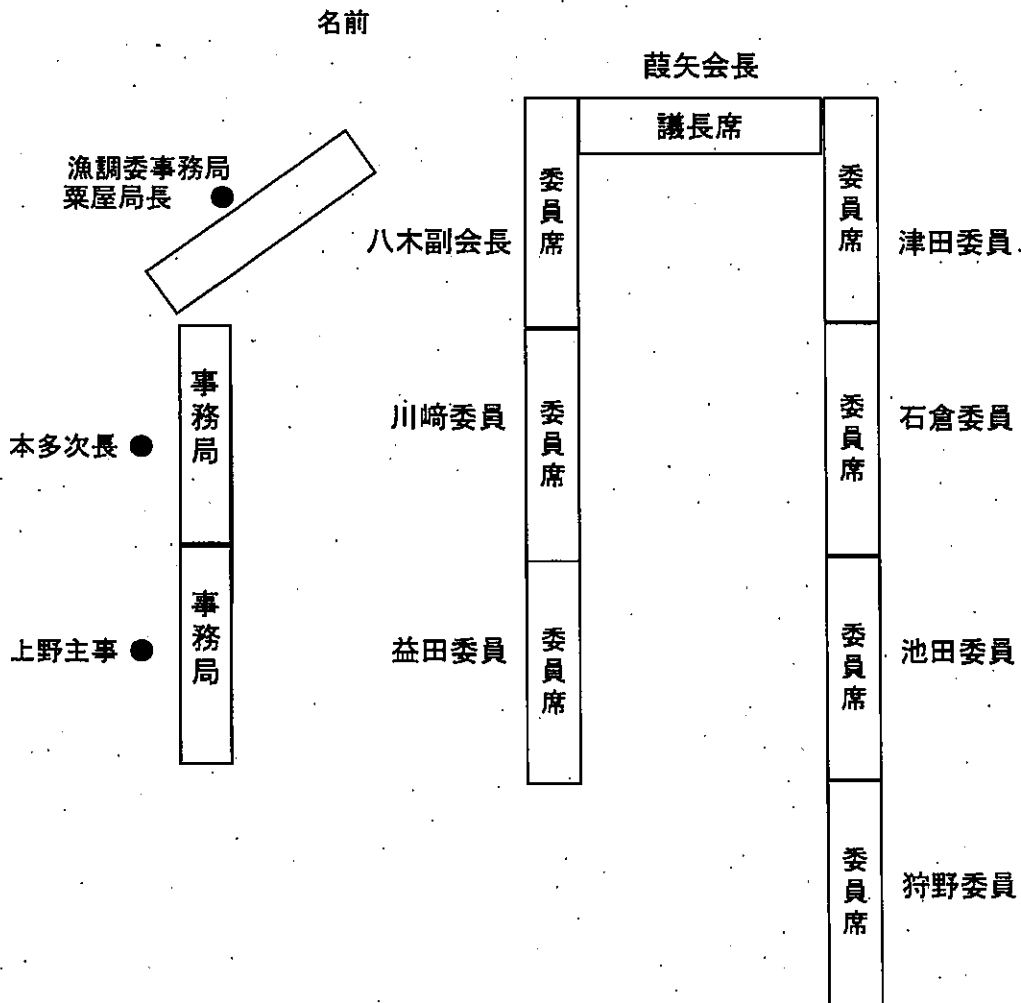 名前
葭矢会長
議長席
漁調委事務局
粟屋局長
委員席
委員席
八木副会長
津田委員
事務局
川﨑委員
委員席
委員席
石倉委員
本多次長
事務局
上野主事
益田委員
委員席
委員席
池田委員
委員席
狩野委員